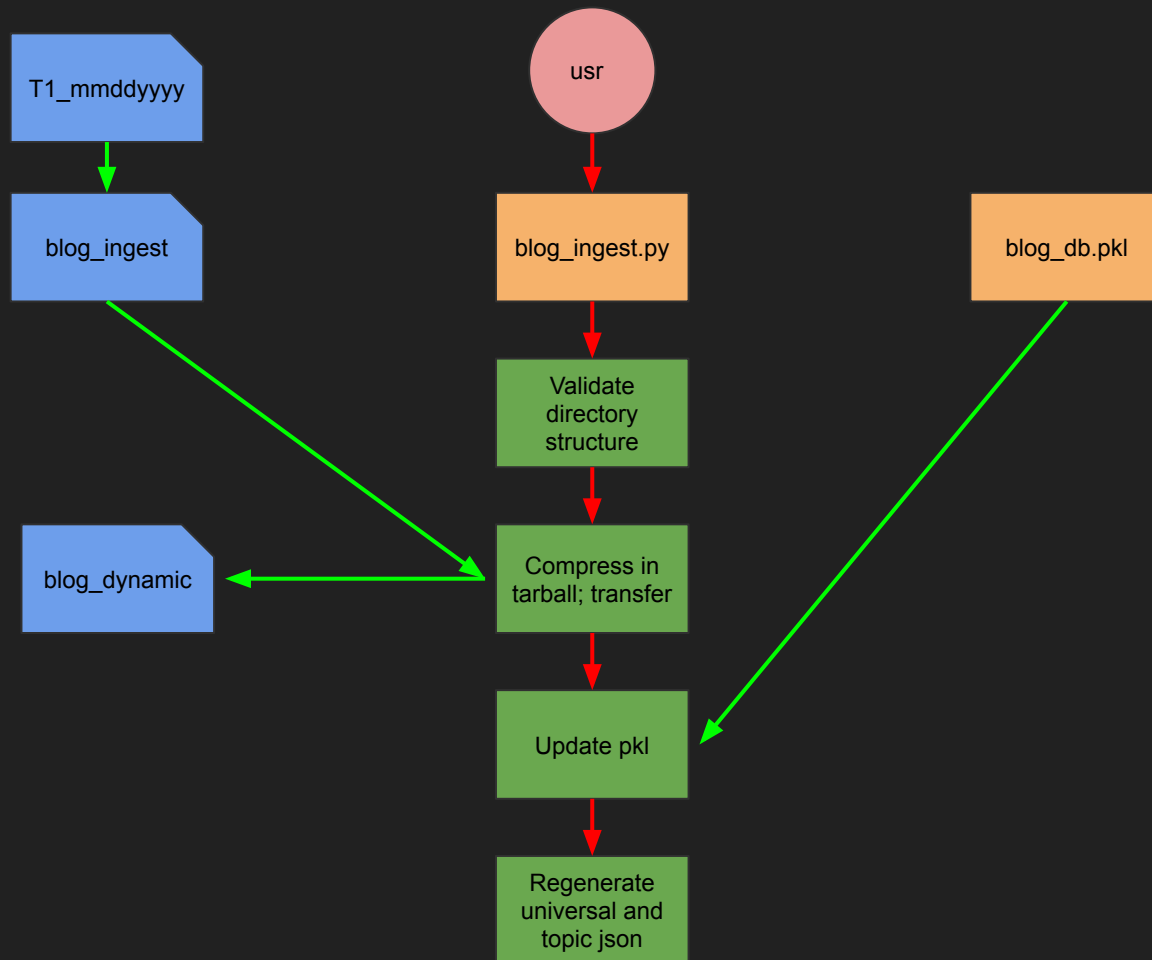 T1_mmddyyyy
usr
blog_ingest
blog_ingest.py
blog_db.pkl
Validate
directory
structure
blog_dynamic
Compress in
tarball; transfer
Update pkl
Regenerate
universal and
topic json